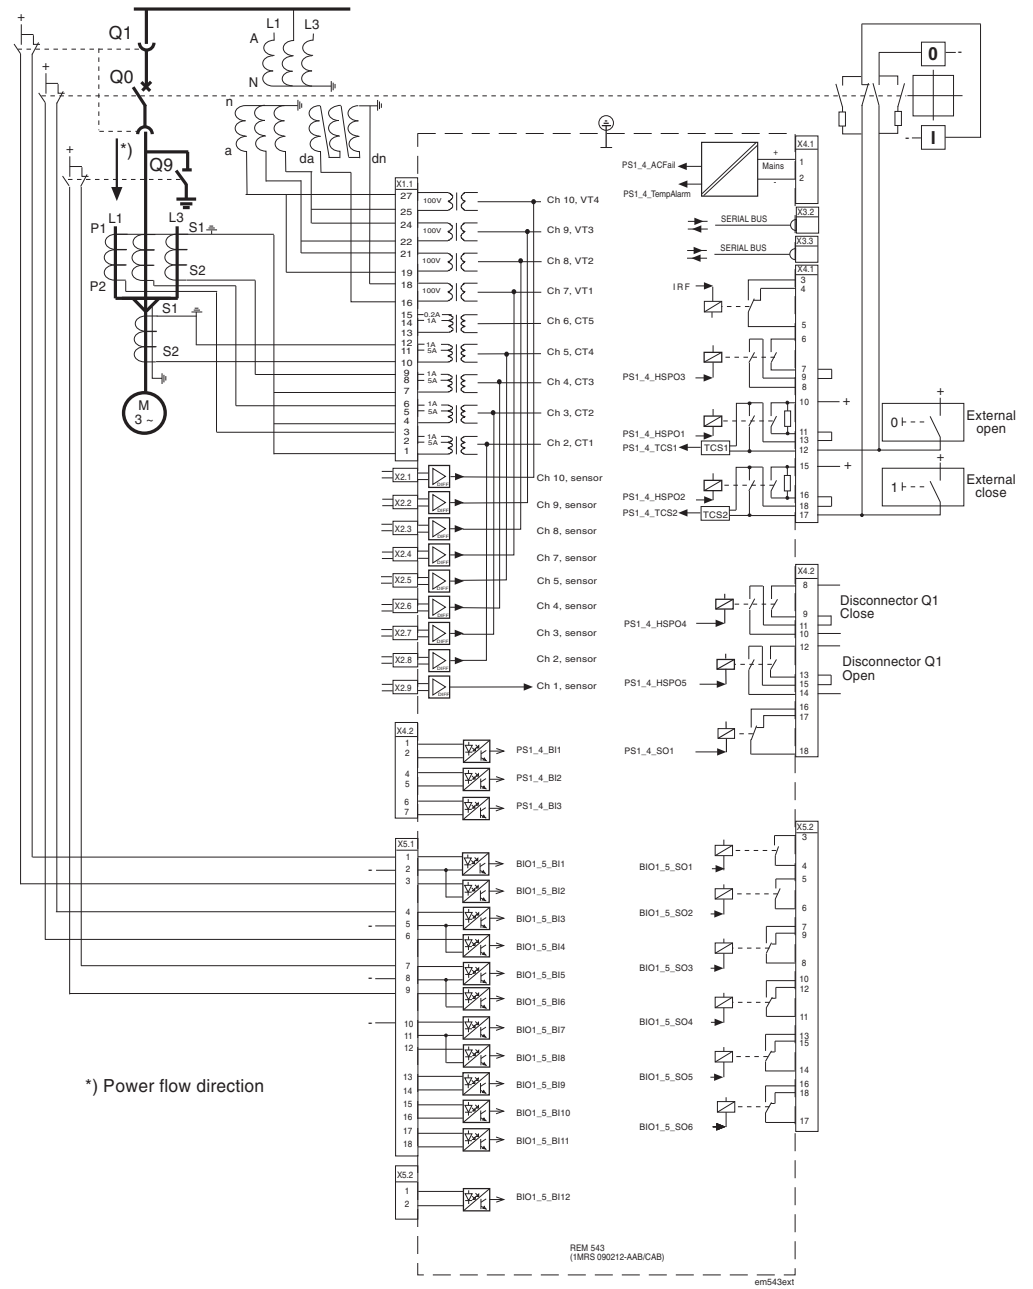 +
Q1
L1 L3
A
N
+
Q0
n
a
da
dn
+
*)
Q9
L1 L3
P1
S1
S2
P2
S1
S2
M
3 ~
0
-
I
-
PS1_4_ACFail
PS1_4_TempAlarm
+
Mains
-
X4.1
1
2
SERIAL BUS
X3.2
SERIAL BUS
X3.3
X4.1
IRF
3
4
5
6
PS1_4_HSPO3
7
9
8
10
+
PS1_4_HSPO1
11
13
PS1_4_TCS1
TCS1
12
15
+
PS1_4_HSPO2
16
18
PS1_4_TCS2
TCS2
17
+
0
External
open
+
1
External
close
X1.1
27
100V
Ch 10, VT4
25
24
100V
Ch 9, VT3
22
21
100V
Ch 8, VT2
19
18
100V
Ch 7, VT1
16
15
0.2A
14
1A
Ch 6, CT5
13
12
1A
11
5A
Ch 5, CT4
10
9
1A
8
5A
Ch 4, CT3
7
6
1A
5
5A
Ch 3, CT2
4
3
2
1A
5A
Ch 2, CT1
1
X2.1
DIFF
Ch 10, sensor
X2.2
DIFF
Ch 9, sensor
X2.3
DIFF
Ch 8, sensor
X2.4
DIFF
Ch 7, sensor
X2.5
DIFF
Ch 5, sensor
X2.6
DIFF
Ch 4, sensor
X2.7
DIFF
Ch 3, sensor
X2.8
DIFF
Ch 2, sensor
X2.9
DIFF
Ch 1, sensor
X4.2
8
PS1_4_HSPO4
9
11
10
Disconnector Q1
Close
12
PS1_4_HSPO5
13
15
14
Disconnector Q1
Open
16
17
PS1_4_SO1
18
X4.2
1
2
PS1_4_BI1
4
5
PS1_4_BI2
6
7
PS1_4_BI3
X5.1
1
2
-
BIO1_5_BI1
3
BIO1_5_BI2
4
BIO1_5_BI3
5
-
6
BIO1_5_BI4
7
BIO1_5_BI5
8
-
9
BIO1_5_BI6
10
-
BIO1_5_BI7
11
12
BIO1_5_BI8
13
14
BIO1_5_BI9
15
16
BIO1_5_BI10
17
18
BIO1_5_BI11
X5.2
1
2
BIO1_5_BI12
X5.2
3
BIO1_5_SO1
4
5
BIO1_5_SO2
6
7
9
BIO1_5_SO3
8
10
12
BIO1_5_SO4
11
13
15
BIO1_5_SO5
14
16
18
BIO1_5_SO6
17
*) Power flow direction
REM 543
(1MRS 090212-AAB/CAB)
em543ext